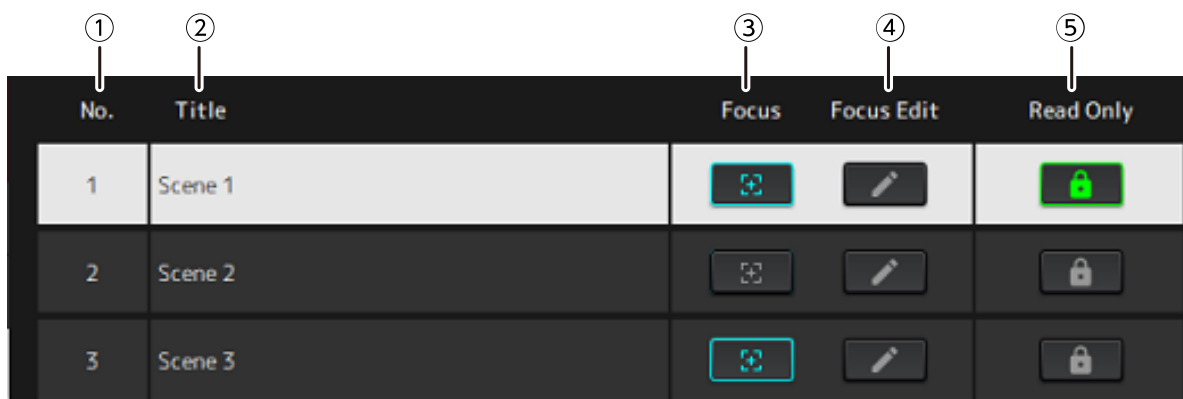 ① ② ③ ④ ⑤
No. Title Focus Focus Edit Read Only
1 Scene 1
2 Scene 2
3 Scene 3